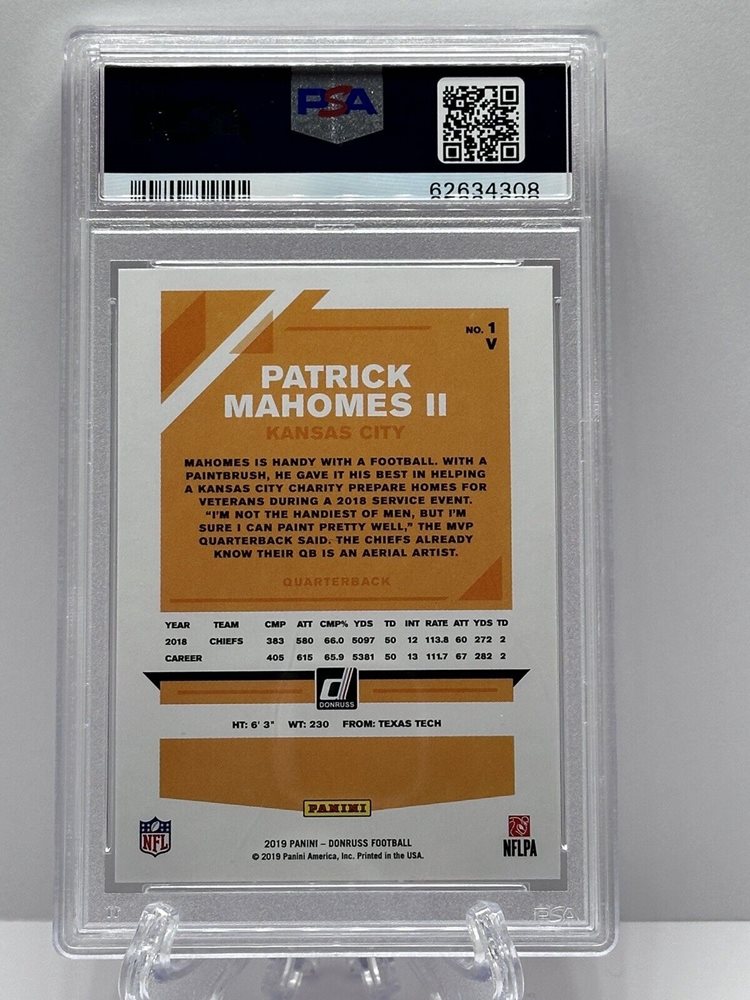 PSA
62634308
NO. 1
V
PATRICK
MAHOMES II
KANSAS CITY
MAHOMES IS HANDY WITH A FOOTBALL. WITH A
PAINTBRUSH, HE GAVE IT HIS BEST IN HELPING
A KANSAS CITY CHARITY PREPARE HOMES FOR
VETERANS DURING A 2018 SERVICE EVENT.
"I'M NOT THE HANDIEST OF MEN, BUT I'M
SURE I CAN PAINT PRETTY WELL," THE MVP
QUARTERBACK SAID. THE CHIEFS ALREADY
KNOW THEIR QB IS AN AERIAL ARTIST.
QUARTERBACK
YEAR TEAM CMP ATT CMP% YDS TD INT RATE ATT YDS TD
2018 CHIEFS 383 580 66.0 5097 50 12 113.8 60 272 2
CAREER 405 615 65.9 5381 50 13 111.7 67 282 2
d
DONRUSS
HT: 6' 3" WT: 230 FROM: TEXAS TECH
PANINI
NFL
2019 PANINI – DONRUSS FOOTBALL
© 2019 Panini America, Inc. Printed in the USA.
NFLPA
PSA